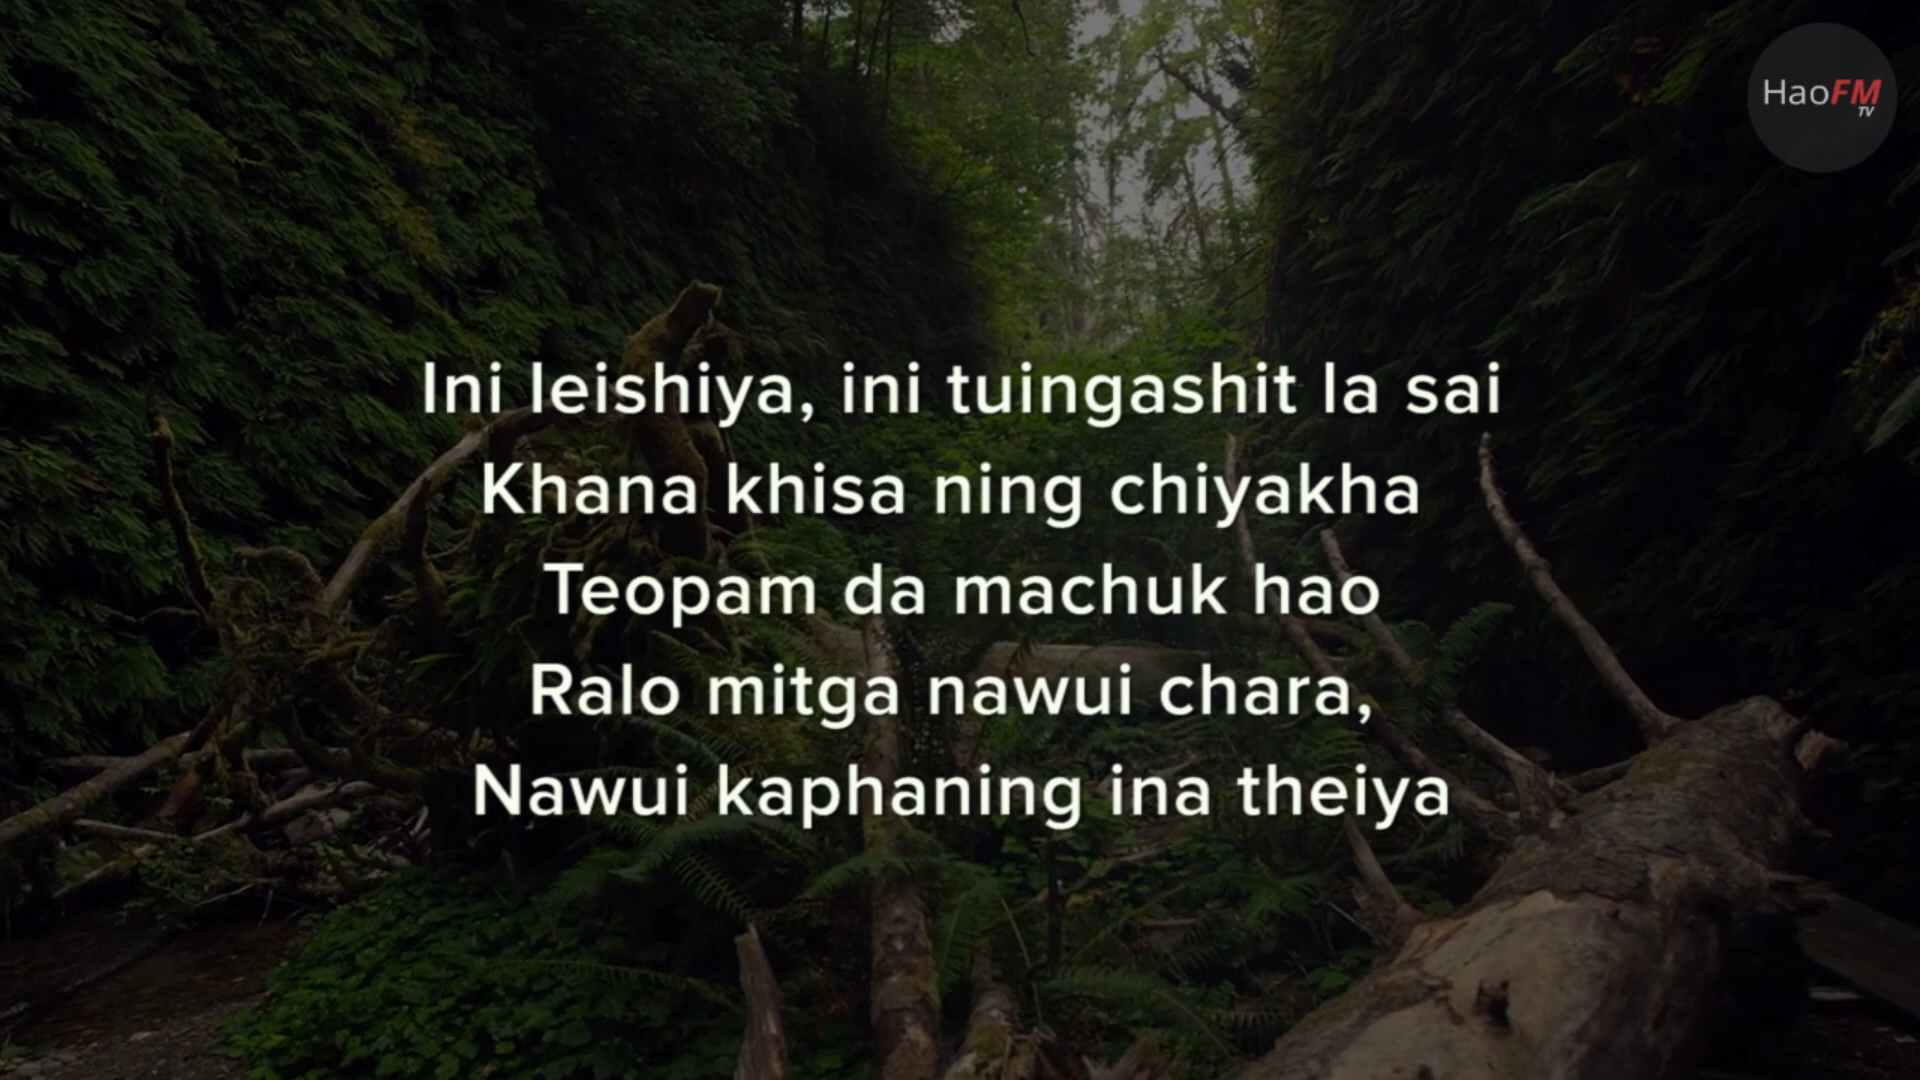 HaoFM
TV
Ini leishiya, ini tuingashit la sai
Khana khisa ning chiyakha
Teopam da machuk hao
Ralo mitga nawui chara,
Nawui kaphaning ina theiya